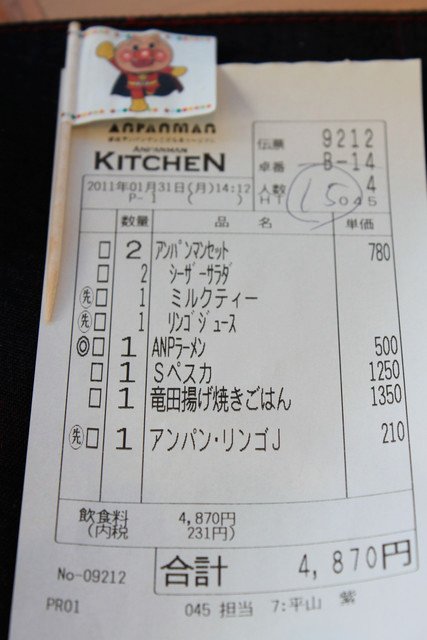 ANPANMAN
ANPANMAN
KITCHEN
伝票 9212
卓番 B-14
人数 4
HT 045
15
2011年01月31日(月)14:12
P- 1 ( )
数量 品 名 単価
□ 2 アンパンマンセット 780
□ 2 シーザーサラダ
先 □ 1 ミルクティー
先 □ 1 リンゴジュース
◎□ 1 ANPラーメン 500
□ 1 Sペスカ 1250
□ 1 竜田揚げ焼きごはん 1350
先 □ 1 アンパン・リンゴJ 210
飲食料 4,870円
(内税 231円)
No-09212 合計 4,870円
PR01 045 担当 7:平山 紫